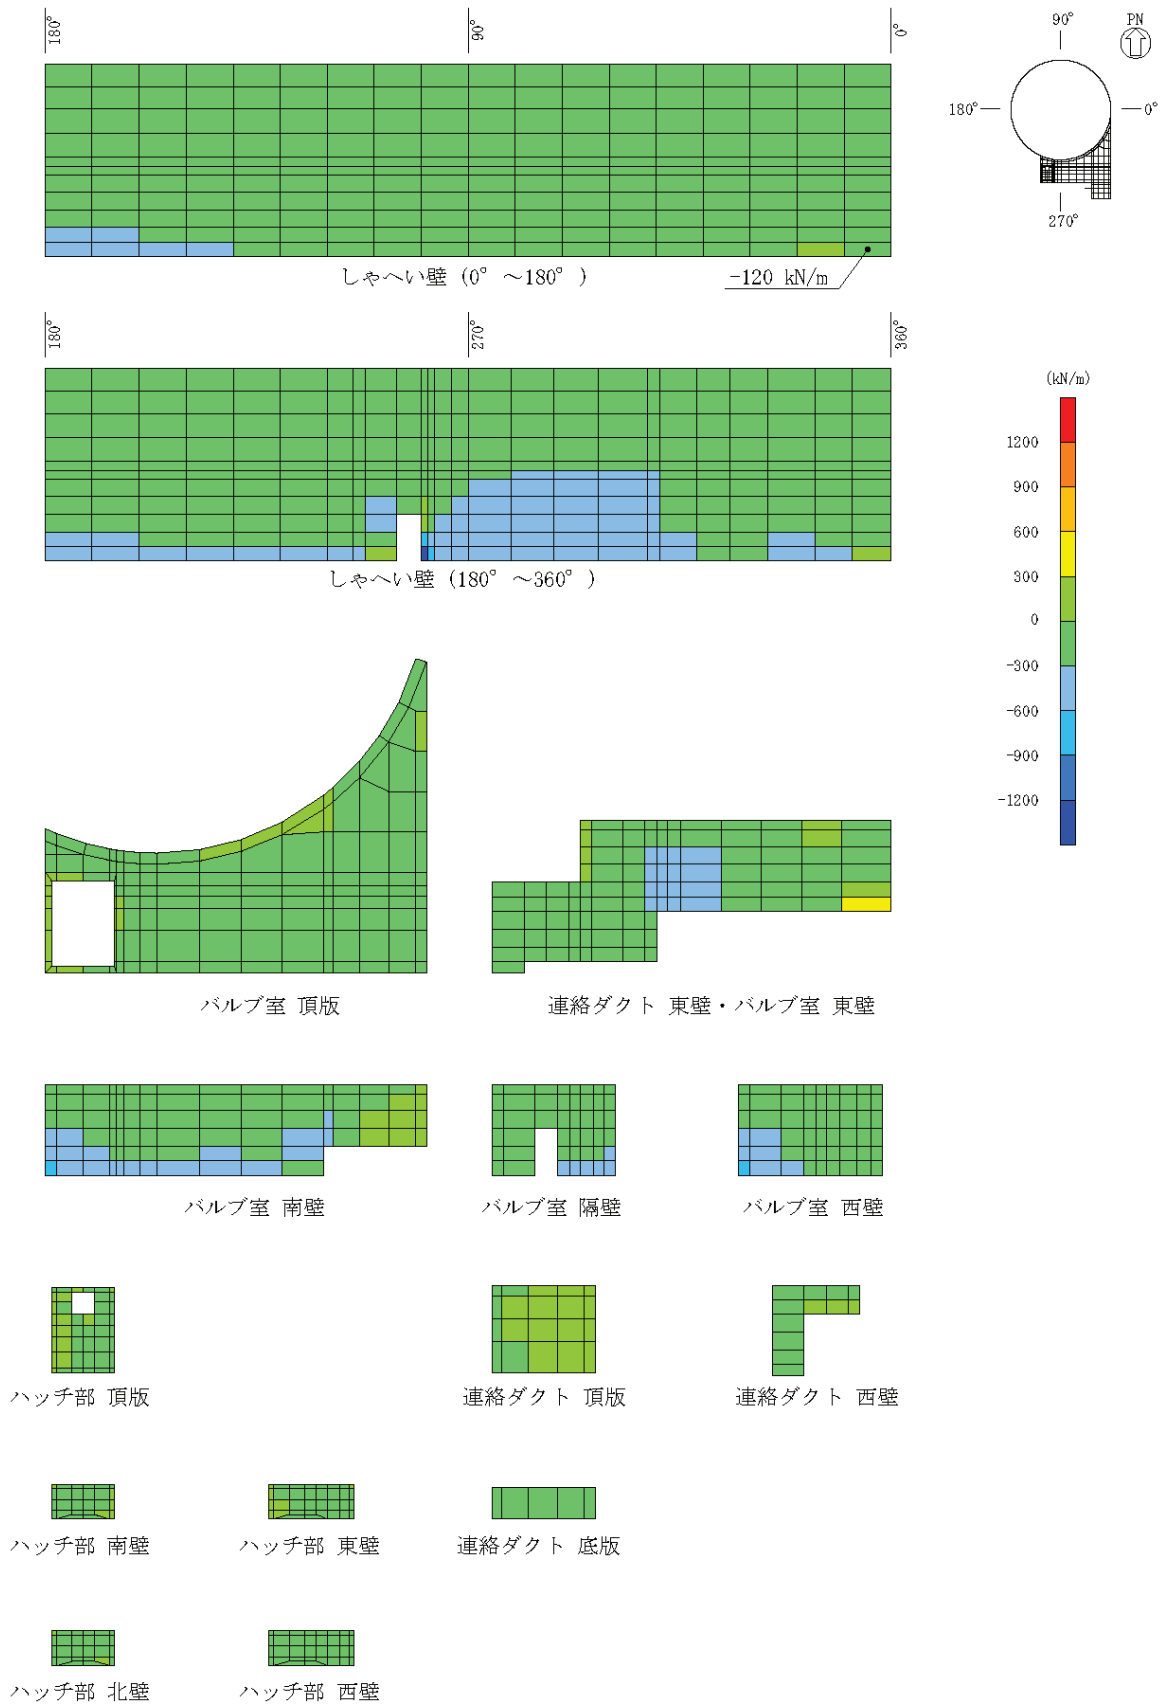 180°
90°
0°
しゃへい壁 (0° ～180° )
-120 kN/m
90°
PN
180°
0°
270°
180°
270°
360°
しゃへい壁 (180° ～360° )
(kN/m)
1200
900
600
300
0
-300
-600
-900
-1200
バルブ室 頂版
連絡ダクト 東壁・バルブ室 東壁
バルブ室 南壁
バルブ室 隔壁
バルブ室 西壁
ハッチ部 頂版
連絡ダクト 頂版
連絡ダクト 西壁
ハッチ部 南壁
ハッチ部 東壁
連絡ダクト 底版
ハッチ部 北壁
ハッチ部 西壁